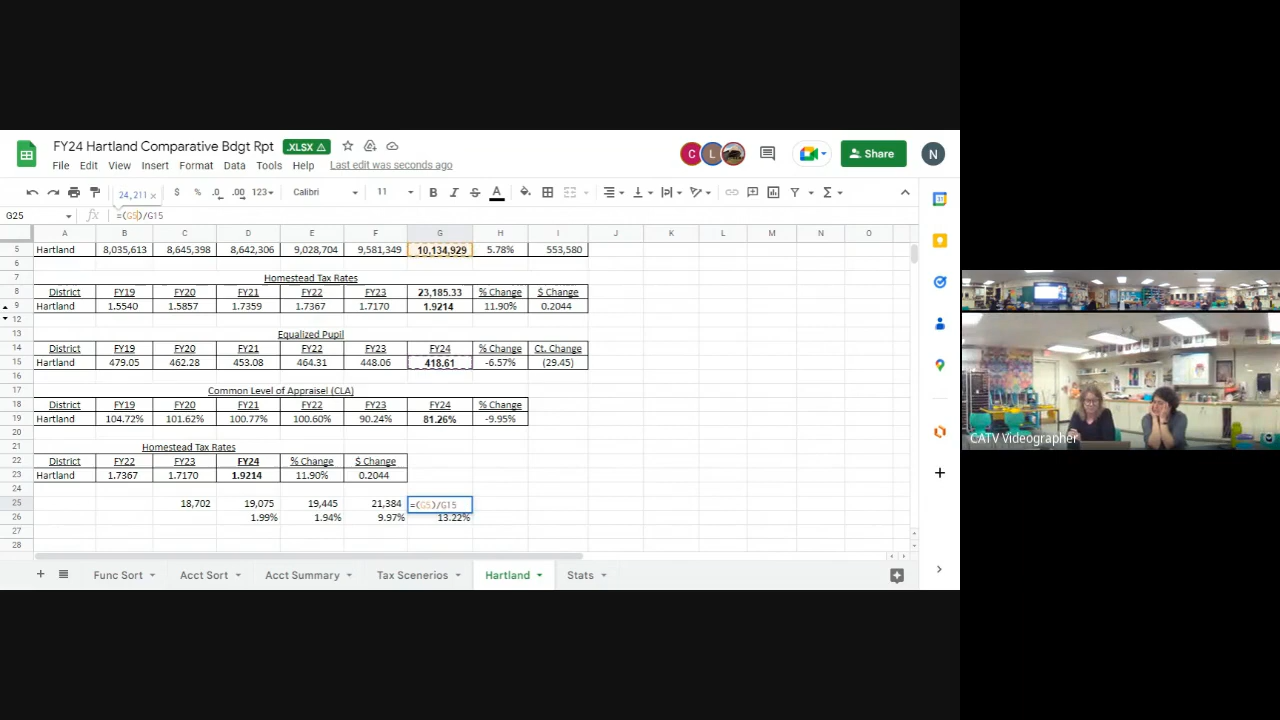 FY24 Hartland Comparative Bdgt Rpt .XLSX
File Edit View Insert Format Data Tools Help Last edit was seconds ago
C L Share N
24,211 × $ % .0 .00 123 Calibri 11 B I S A Σ
G25 fx =(G5)/G15
A B C D E F G H I J K L M N O P
5 Hartland 8,035,613 8,645,398 8,642,306 9,028,704 9,581,349 10,134,929 5.78% 553,580
6
7 Homestead Tax Rates
8 District FY19 FY20 FY21 FY22 FY23 23,185.33 % Change $ Change
9 Hartland 1.5540 1.5857 1.7359 1.7367 1.7170 1.9214 11.90% 0.2044
12
13 Equalized Pupil
14 District FY19 FY20 FY21 FY22 FY23 FY24 % Change Ct. Change
15 Hartland 479.05 462.28 453.08 464.31 448.06 418.61 -6.57% (29.45)
16
17 Common Level of Appraisel (CLA)
18 District FY19 FY20 FY21 FY22 FY23 FY24 % Change
19 Hartland 104.72% 101.62% 100.77% 100.60% 90.24% 81.26% -9.95%
20
21 Homestead Tax Rates
22 District FY22 FY23 FY24 % Change $ Change
23 Hartland 1.7367 1.7170 1.9214 11.90% 0.2044
24
25 18,702 19,075 19,445 21,384 =(G5)/G15
26 1.99% 1.94% 9.97% 13.22%
27
28
Func Sort Acct Sort Acct Summary Tax Scenerios Hartland Stats
CATV Videographer